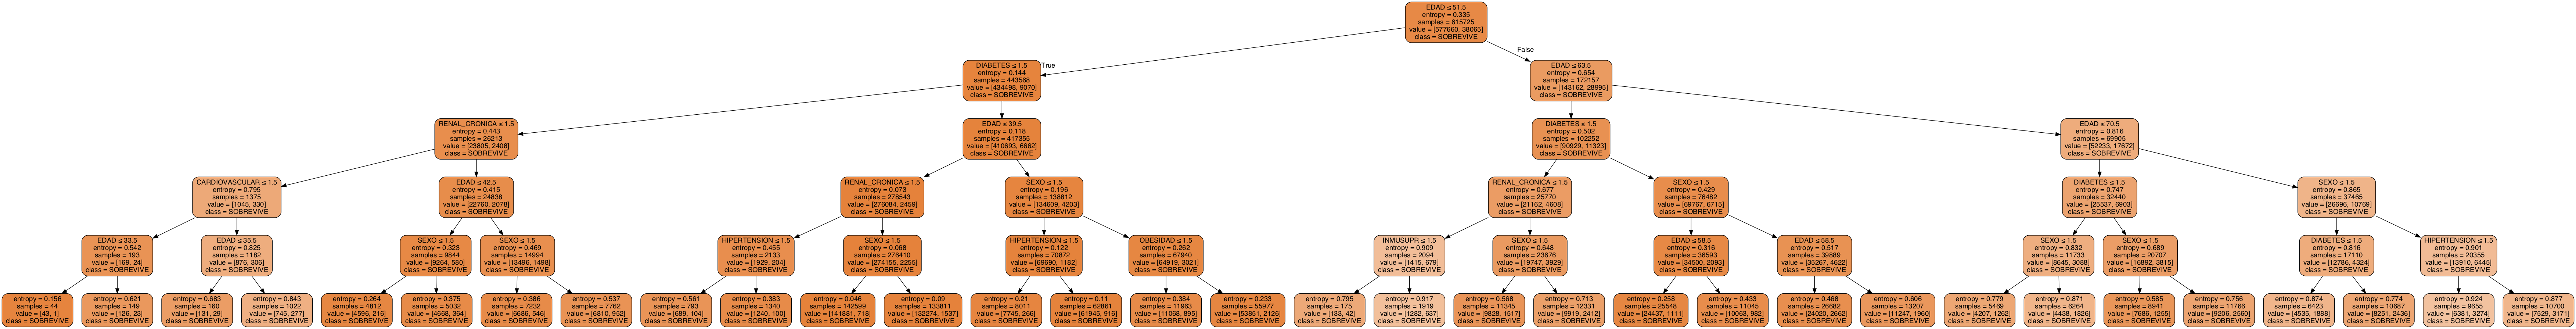 EDAD ≤ 51.5
entropy = 0.335
samples = 615725
value = [577660, 38065]
class = SOBREVIVE
True
False
DIABETES ≤ 1.5
entropy = 0.144
samples = 443568
value = [434498, 9070]
class = SOBREVIVE
EDAD ≤ 63.5
entropy = 0.654
samples = 172157
value = [143162, 28995]
class = SOBREVIVE
RENAL_CRONICA ≤ 1.5
entropy = 0.443
samples = 26213
value = [23805, 2408]
class = SOBREVIVE
EDAD ≤ 39.5
entropy = 0.118
samples = 417355
value = [410693, 6662]
class = SOBREVIVE
DIABETES ≤ 1.5
entropy = 0.502
samples = 102252
value = [90929, 11323]
class = SOBREVIVE
EDAD ≤ 70.5
entropy = 0.816
samples = 69905
value = [52233, 17672]
class = SOBREVIVE
CARDIOVASCULAR ≤ 1.5
entropy = 0.795
samples = 1375
value = [1045, 330]
class = SOBREVIVE
EDAD ≤ 42.5
entropy = 0.415
samples = 24838
value = [22760, 2078]
class = SOBREVIVE
RENAL_CRONICA ≤ 1.5
entropy = 0.073
samples = 278543
value = [276084, 2459]
class = SOBREVIVE
SEXO ≤ 1.5
entropy = 0.196
samples = 138812
value = [134609, 4203]
class = SOBREVIVE
RENAL_CRONICA ≤ 1.5
entropy = 0.677
samples = 25770
value = [21162, 4608]
class = SOBREVIVE
SEXO ≤ 1.5
entropy = 0.429
samples = 76482
value = [69767, 6715]
class = SOBREVIVE
DIABETES ≤ 1.5
entropy = 0.747
samples = 32440
value = [25537, 6903]
class = SOBREVIVE
SEXO ≤ 1.5
entropy = 0.865
samples = 37465
value = [26696, 10769]
class = SOBREVIVE
EDAD ≤ 33.5
entropy = 0.542
samples = 193
value = [169, 24]
class = SOBREVIVE
EDAD ≤ 35.5
entropy = 0.825
samples = 1182
value = [876, 306]
class = SOBREVIVE
SEXO ≤ 1.5
entropy = 0.323
samples = 9844
value = [9264, 580]
class = SOBREVIVE
SEXO ≤ 1.5
entropy = 0.469
samples = 14994
value = [13496, 1498]
class = SOBREVIVE
HIPERTENSION ≤ 1.5
entropy = 0.455
samples = 2133
value = [1929, 204]
class = SOBREVIVE
SEXO ≤ 1.5
entropy = 0.068
samples = 276410
value = [274155, 2255]
class = SOBREVIVE
HIPERTENSION ≤ 1.5
entropy = 0.122
samples = 70872
value = [69690, 1182]
class = SOBREVIVE
OBESIDAD ≤ 1.5
entropy = 0.262
samples = 67940
value = [64919, 3021]
class = SOBREVIVE
INMUSUPR ≤ 1.5
entropy = 0.909
samples = 2094
value = [1415, 679]
class = SOBREVIVE
SEXO ≤ 1.5
entropy = 0.648
samples = 23676
value = [19747, 3929]
class = SOBREVIVE
EDAD ≤ 58.5
entropy = 0.316
samples = 36593
value = [34500, 2093]
class = SOBREVIVE
EDAD ≤ 58.5
entropy = 0.517
samples = 39889
value = [35267, 4622]
class = SOBREVIVE
SEXO ≤ 1.5
entropy = 0.832
samples = 11733
value = [8645, 3088]
class = SOBREVIVE
SEXO ≤ 1.5
entropy = 0.689
samples = 20707
value = [16892, 3815]
class = SOBREVIVE
DIABETES ≤ 1.5
entropy = 0.816
samples = 17110
value = [12786, 4324]
class = SOBREVIVE
HIPERTENSION ≤ 1.5
entropy = 0.901
samples = 20355
value = [13910, 6445]
class = SOBREVIVE
entropy = 0.156
samples = 44
value = [43, 1]
class = SOBREVIVE
entropy = 0.621
samples = 149
value = [126, 23]
class = SOBREVIVE
entropy = 0.683
samples = 160
value = [131, 29]
class = SOBREVIVE
entropy = 0.843
samples = 1022
value = [745, 277]
class = SOBREVIVE
entropy = 0.264
samples = 4812
value = [4596, 216]
class = SOBREVIVE
entropy = 0.375
samples = 5032
value = [4668, 364]
class = SOBREVIVE
entropy = 0.386
samples = 7232
value = [6686, 546]
class = SOBREVIVE
entropy = 0.537
samples = 7762
value = [6810, 952]
class = SOBREVIVE
entropy = 0.561
samples = 793
value = [689, 104]
class = SOBREVIVE
entropy = 0.383
samples = 1340
value = [1240, 100]
class = SOBREVIVE
entropy = 0.046
samples = 142599
value = [141881, 718]
class = SOBREVIVE
entropy = 0.09
samples = 133811
value = [132274, 1537]
class = SOBREVIVE
entropy = 0.21
samples = 8011
value = [7745, 266]
class = SOBREVIVE
entropy = 0.11
samples = 62861
value = [61945, 916]
class = SOBREVIVE
entropy = 0.384
samples = 11963
value = [11068, 895]
class = SOBREVIVE
entropy = 0.233
samples = 55977
value = [53851, 2126]
class = SOBREVIVE
entropy = 0.795
samples = 175
value = [133, 42]
class = SOBREVIVE
entropy = 0.917
samples = 1919
value = [1282, 637]
class = SOBREVIVE
entropy = 0.568
samples = 11345
value = [9828, 1517]
class = SOBREVIVE
entropy = 0.713
samples = 12331
value = [9919, 2412]
class = SOBREVIVE
entropy = 0.258
samples = 25548
value = [24437, 1111]
class = SOBREVIVE
entropy = 0.433
samples = 11045
value = [10063, 982]
class = SOBREVIVE
entropy = 0.468
samples = 26682
value = [24020, 2662]
class = SOBREVIVE
entropy = 0.606
samples = 13207
value = [11247, 1960]
class = SOBREVIVE
entropy = 0.779
samples = 5469
value = [4207, 1262]
class = SOBREVIVE
entropy = 0.871
samples = 6264
value = [4438, 1826]
class = SOBREVIVE
entropy = 0.585
samples = 8941
value = [7686, 1255]
class = SOBREVIVE
entropy = 0.756
samples = 11766
value = [9206, 2560]
class = SOBREVIVE
entropy = 0.874
samples = 6423
value = [4535, 1888]
class = SOBREVIVE
entropy = 0.774
samples = 10687
value = [8251, 2436]
class = SOBREVIVE
entropy = 0.924
samples = 9655
value = [6381, 3274]
class = SOBREVIVE
entropy = 0.877
samples = 10700
value = [7529, 3171]
class = SOBREVIVE